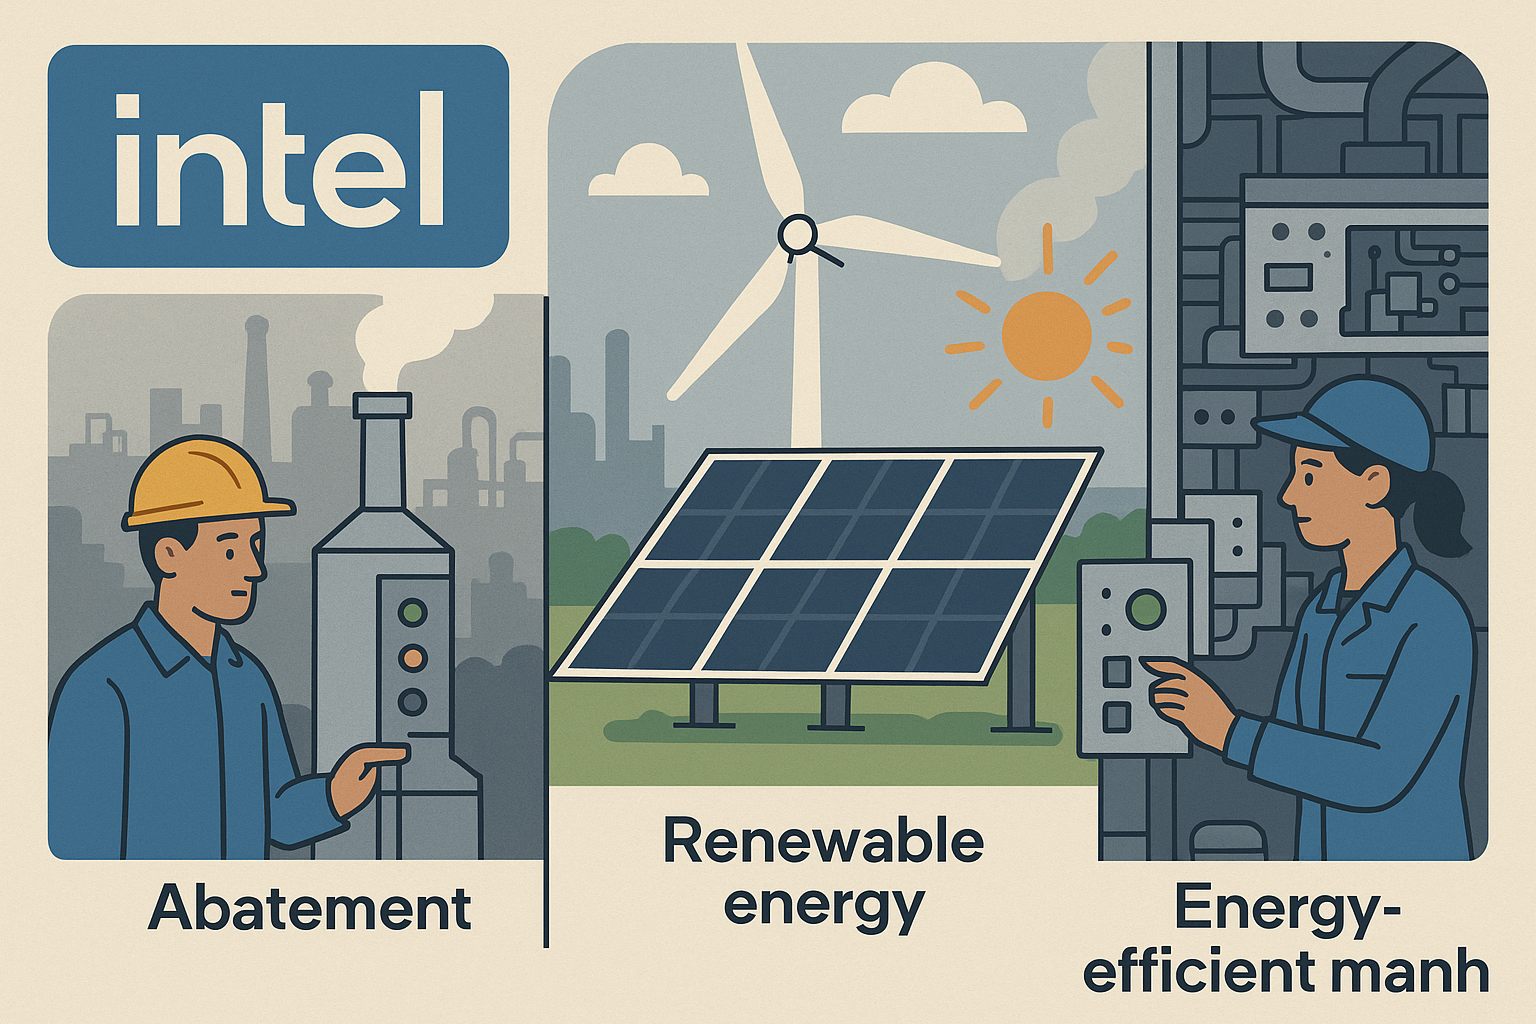 intel
Abatement
Renewable
energy
Energy-
efficient manh